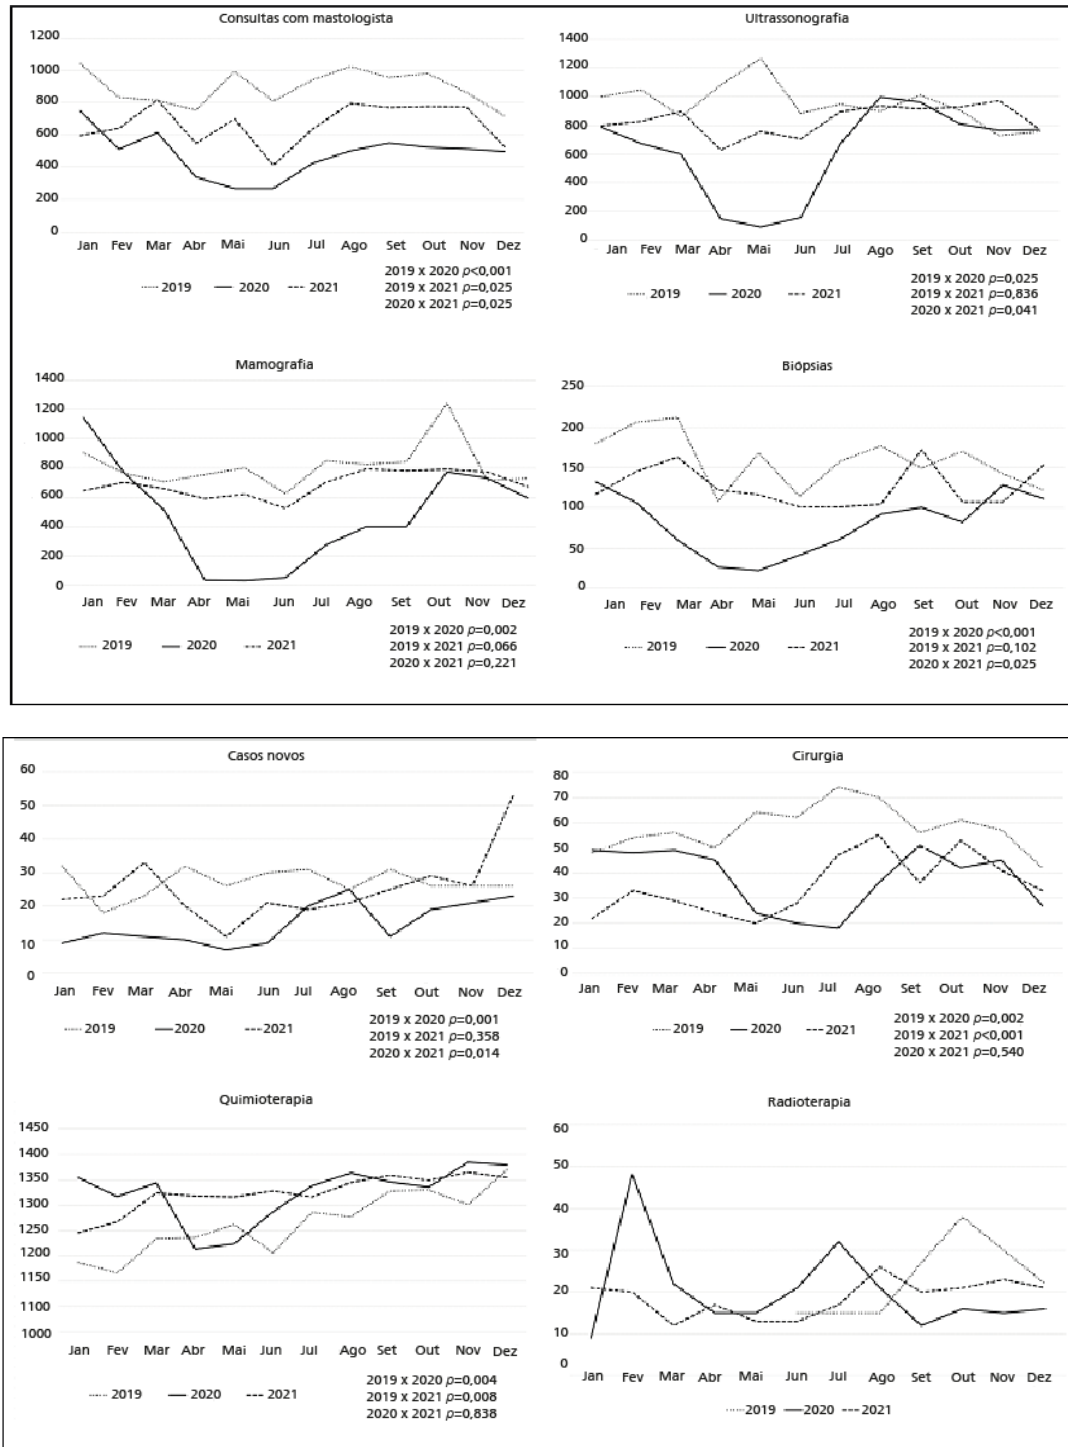 Consultas com mastologista
1200
1000
800
600
400
200
0
Jan Fev Mar Abr Mai Jun Jul Ago Set Out Nov Dez
2019 2020 2021
2019 x 2020 p<0,001
2019 x 2021 p=0,025
2020 x 2021 p=0,025
Ultrassonografia
1400
1200
1000
800
600
400
200
0
Jan Fev Mar Abr Mai Jun Jul Ago Set Out Nov Dez
2019 2020 2021
2019 x 2020 p=0,025
2019 x 2021 p=0,836
2020 x 2021 p=0,041
Mamografia
1400
1200
1000
800
600
400
200
0
Jan Fev Mar Abr Mai Jun Jul Ago Set Out Nov Dez
2019 2020 2021
2019 x 2020 p=0,002
2019 x 2021 p=0,066
2020 x 2021 p=0,221
Biópsias
250
200
150
100
50
0
Jan Fev Mar Abr Mai Jun Jul Ago Set Out Nov Dez
2019 2020 2021
2019 x 2020 p<0,001
2019 x 2021 p=0,102
2020 x 2021 p=0,025
Casos novos
60
50
40
30
20
10
0
Jan Fev Mar Abr Mai Jun Jul Ago Set Out Nov Dez
2019 2020 2021
2019 x 2020 p=0,001
2019 x 2021 p=0,358
2020 x 2021 p=0,014
Cirurgia
80
70
60
50
40
30
20
10
0
Jan Fev Mar Abr Mai Jun Jul Ago Set Out Nov Dez
2019 2020 2021
2019 x 2020 p=0,002
2019 x 2021 p<0,001
2020 x 2021 p=0,540
Quimioterapia
1450
1400
1350
1300
1250
1200
1150
1100
1000
Jan Fev Mar Abr Mai Jun Jul Ago Set Out Nov Dez
2019 2020 2021
2019 x 2020 p=0,004
2019 x 2021 p=0,008
2020 x 2021 p=0,838
Radioterapia
60
50
40
30
20
10
0
Jan Fev Mar Abr Mai Jun Jul Ago Set Out Nov Dez
2019 2020 2021